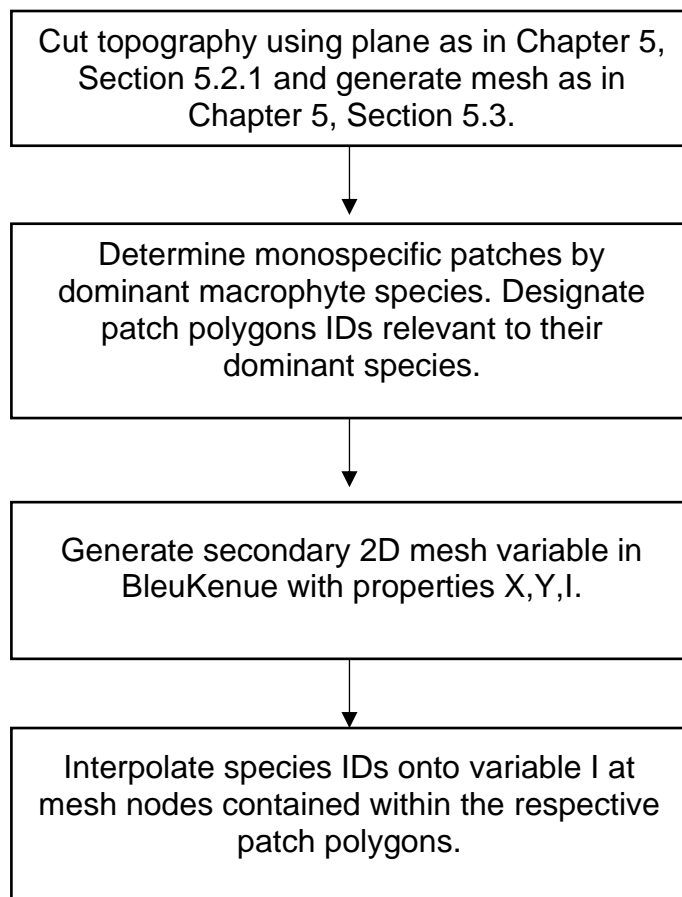 Cut topography using plane as in Chapter 5,
Section 5.2.1 and generate mesh as in
Chapter 5, Section 5.3.
Determine monospecific patches by
dominant macrophyte species. Designate
patch polygons IDs relevant to their
dominant species.
Generate secondary 2D mesh variable in
BleuKenue with properties X,Y,I.
Interpolate species IDs onto variable I at
mesh nodes contained within the respective
patch polygons.